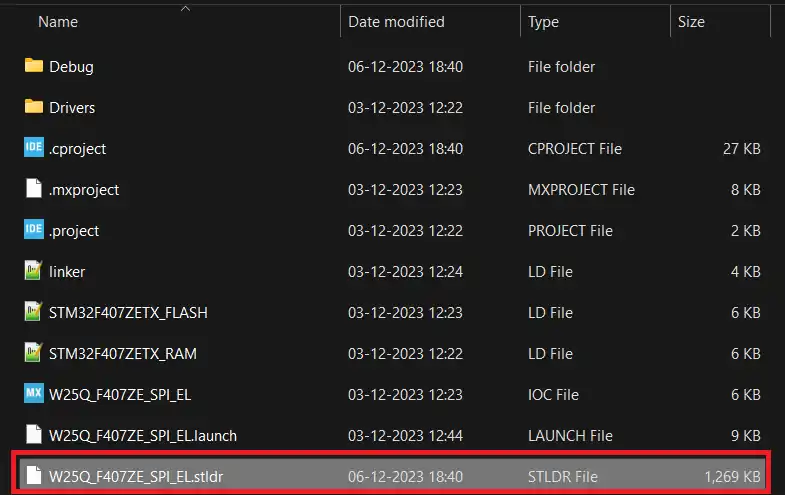 Name Date modified Type Size
Debug 06-12-2023 18:40 File folder
Drivers 03-12-2023 12:22 File folder
IDE .cproject 06-12-2023 18:40 CPROJECT File 27 KB
.mxproject 03-12-2023 12:23 MXPROJECT File 8 KB
IDE .project 03-12-2023 12:22 PROJECT File 2 KB
linker 03-12-2023 12:24 LD File 4 KB
STM32F407ZETX_FLASH 03-12-2023 12:22 LD File 6 KB
STM32F407ZETX_RAM 03-12-2023 12:22 LD File 6 KB
MX W25Q_F407ZE_SPI_EL 03-12-2023 12:23 IOC File 6 KB
W25Q_F407ZE_SPI_EL.launch 03-12-2023 12:44 LAUNCH File 9 KB
W25Q_F407ZE_SPI_EL.stldr 06-12-2023 18:40 STLDR File 1,269 KB